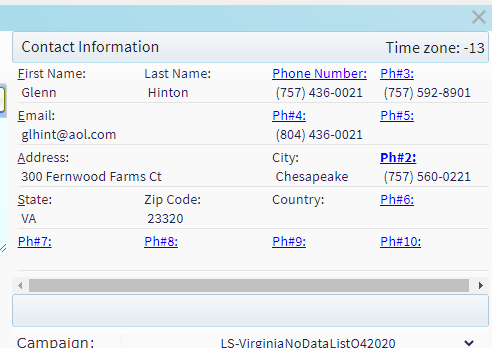 Contact Information Time zone: -13
First Name: Last Name: Phone Number: Ph#3:
Glenn Hinton (757) 436-0021 (757) 592-8901
Email: Ph#4: Ph#5:
glhint@aol.com (804) 436-0021
Address: City: Ph#2:
300 Fernwood Farms Ct Chesapeake (757) 560-0221
State: Zip Code: Country: Ph#6:
VA 23320
Ph#7: Ph#8: Ph#9: Ph#10:
Campaign: LS-VirginiaNoDataListQ42020